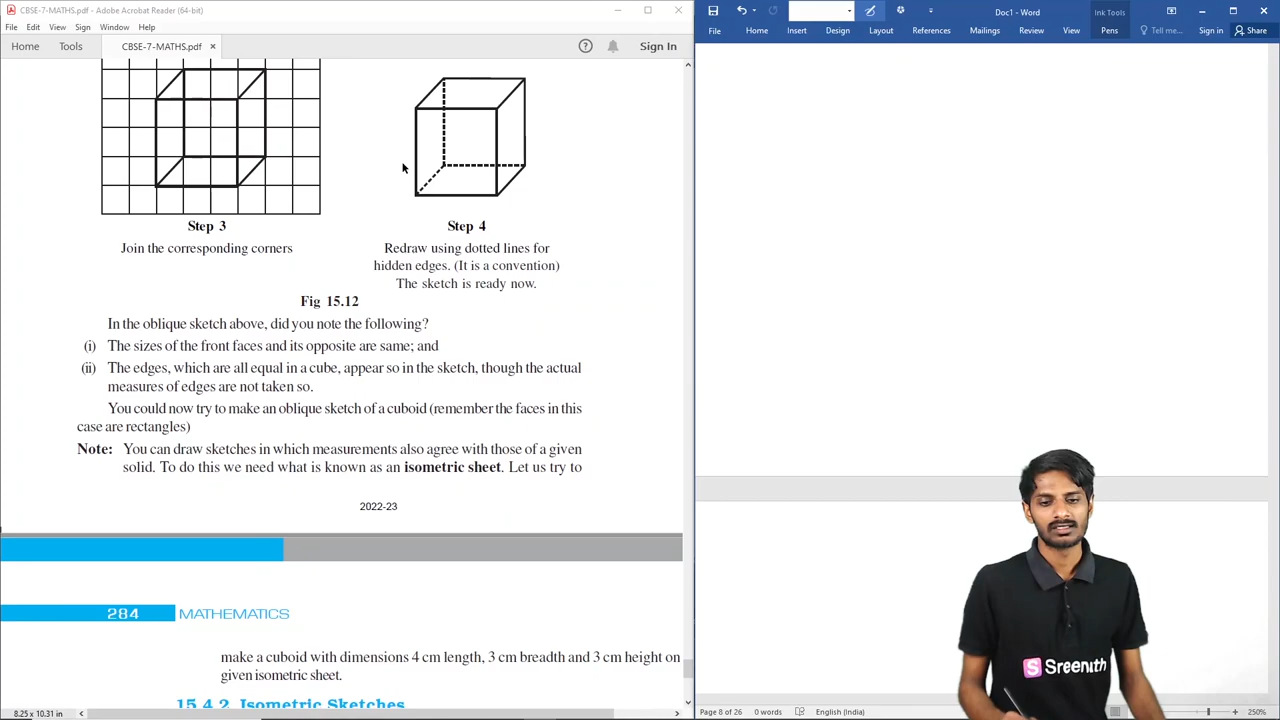 CBSE-7-MATHS.pdf - Adobe Acrobat Reader (64-bit)
File Edit View Sign Window Help
Home Tools CBSE-7-MATHS.pdf × Sign In
Step 3
Join the corresponding corners
Step 4
Redraw using dotted lines for
hidden edges. (It is a convention)
The sketch is ready now.
Fig 15.12
In the oblique sketch above, did you note the following?
(i) The sizes of the front faces and its opposite are same; and
(ii) The edges, which are all equal in a cube, appear so in the sketch, though the actual
measures of edges are not taken so.
You could now try to make an oblique sketch of a cuboid (remember the faces in this
case are rectangles)
Note: You can draw sketches in which measurements also agree with those of a given
solid. To do this we need what is known as an isometric sheet. Let us try to
2022-23
284 MATHEMATICS
make a cuboid with dimensions 4 cm length, 3 cm breadth and 3 cm height on
given isometric sheet.
15.4.2 Isometric Sketches
8.25 x 10.31 in
Doc1 - Word
Ink Tools
File Home Insert Design Layout References Mailings Review View Pens Tell me... Sign in Share
S Sreenidh
Page 8 of 26 0 words English (India) 250%